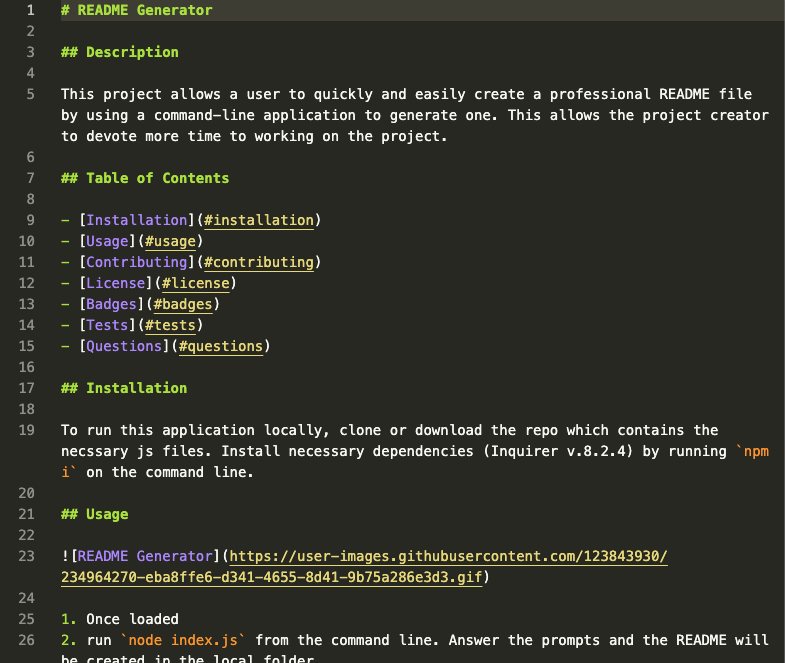 1 # README Generator
2
3 ## Description
4
5 This project allows a user to quickly and easily create a professional README file
by using a command-line application to generate one. This allows the project creator
to devote more time to working on the project.
6
7 ## Table of Contents
8
9 - [Installation](#installation)
10 - [Usage](#usage)
11 - [Contributing](#contributing)
12 - [License](#license)
13 - [Badges](#badges)
14 - [Tests](#tests)
15 - [Questions](#questions)
16
17 ## Installation
18
19 To run this application locally, clone or download the repo which contains the
necssary js files. Install necessary dependencies (Inquirer v.8.2.4) by running `npm
i` on the command line.
20
21 ## Usage
22
23 ![README Generator](https://user-images.githubusercontent.com/123843930/
234964270-eba8ffe6-d341-4655-8d41-9b75a286e3d3.gif)
24
25 1. Once loaded
26 2. run `node index.js` from the command line. Answer the prompts and the README will
be created in the local folder